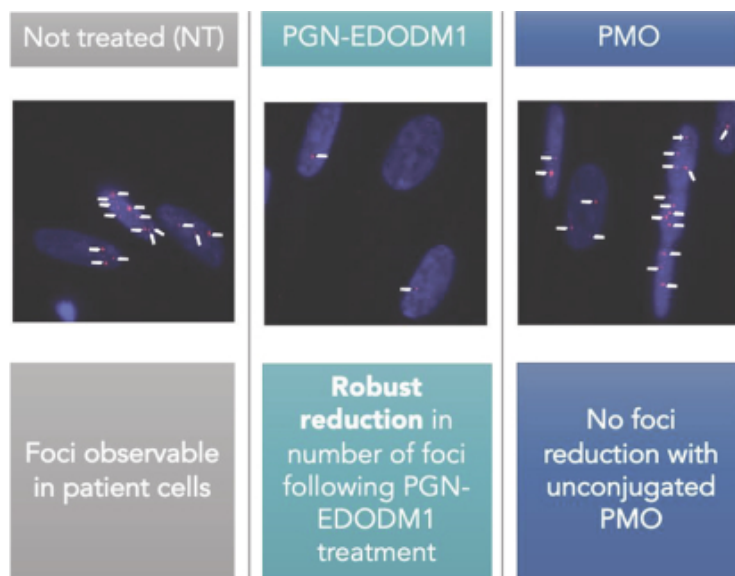 Not treated (NT)
PGN-EDODM1
PMO
Foci observable
in patient cells
Robust
reduction in
number of foci
following PGN-
EDODM1
treatment
No foci
reduction with
unconjugated
PMO